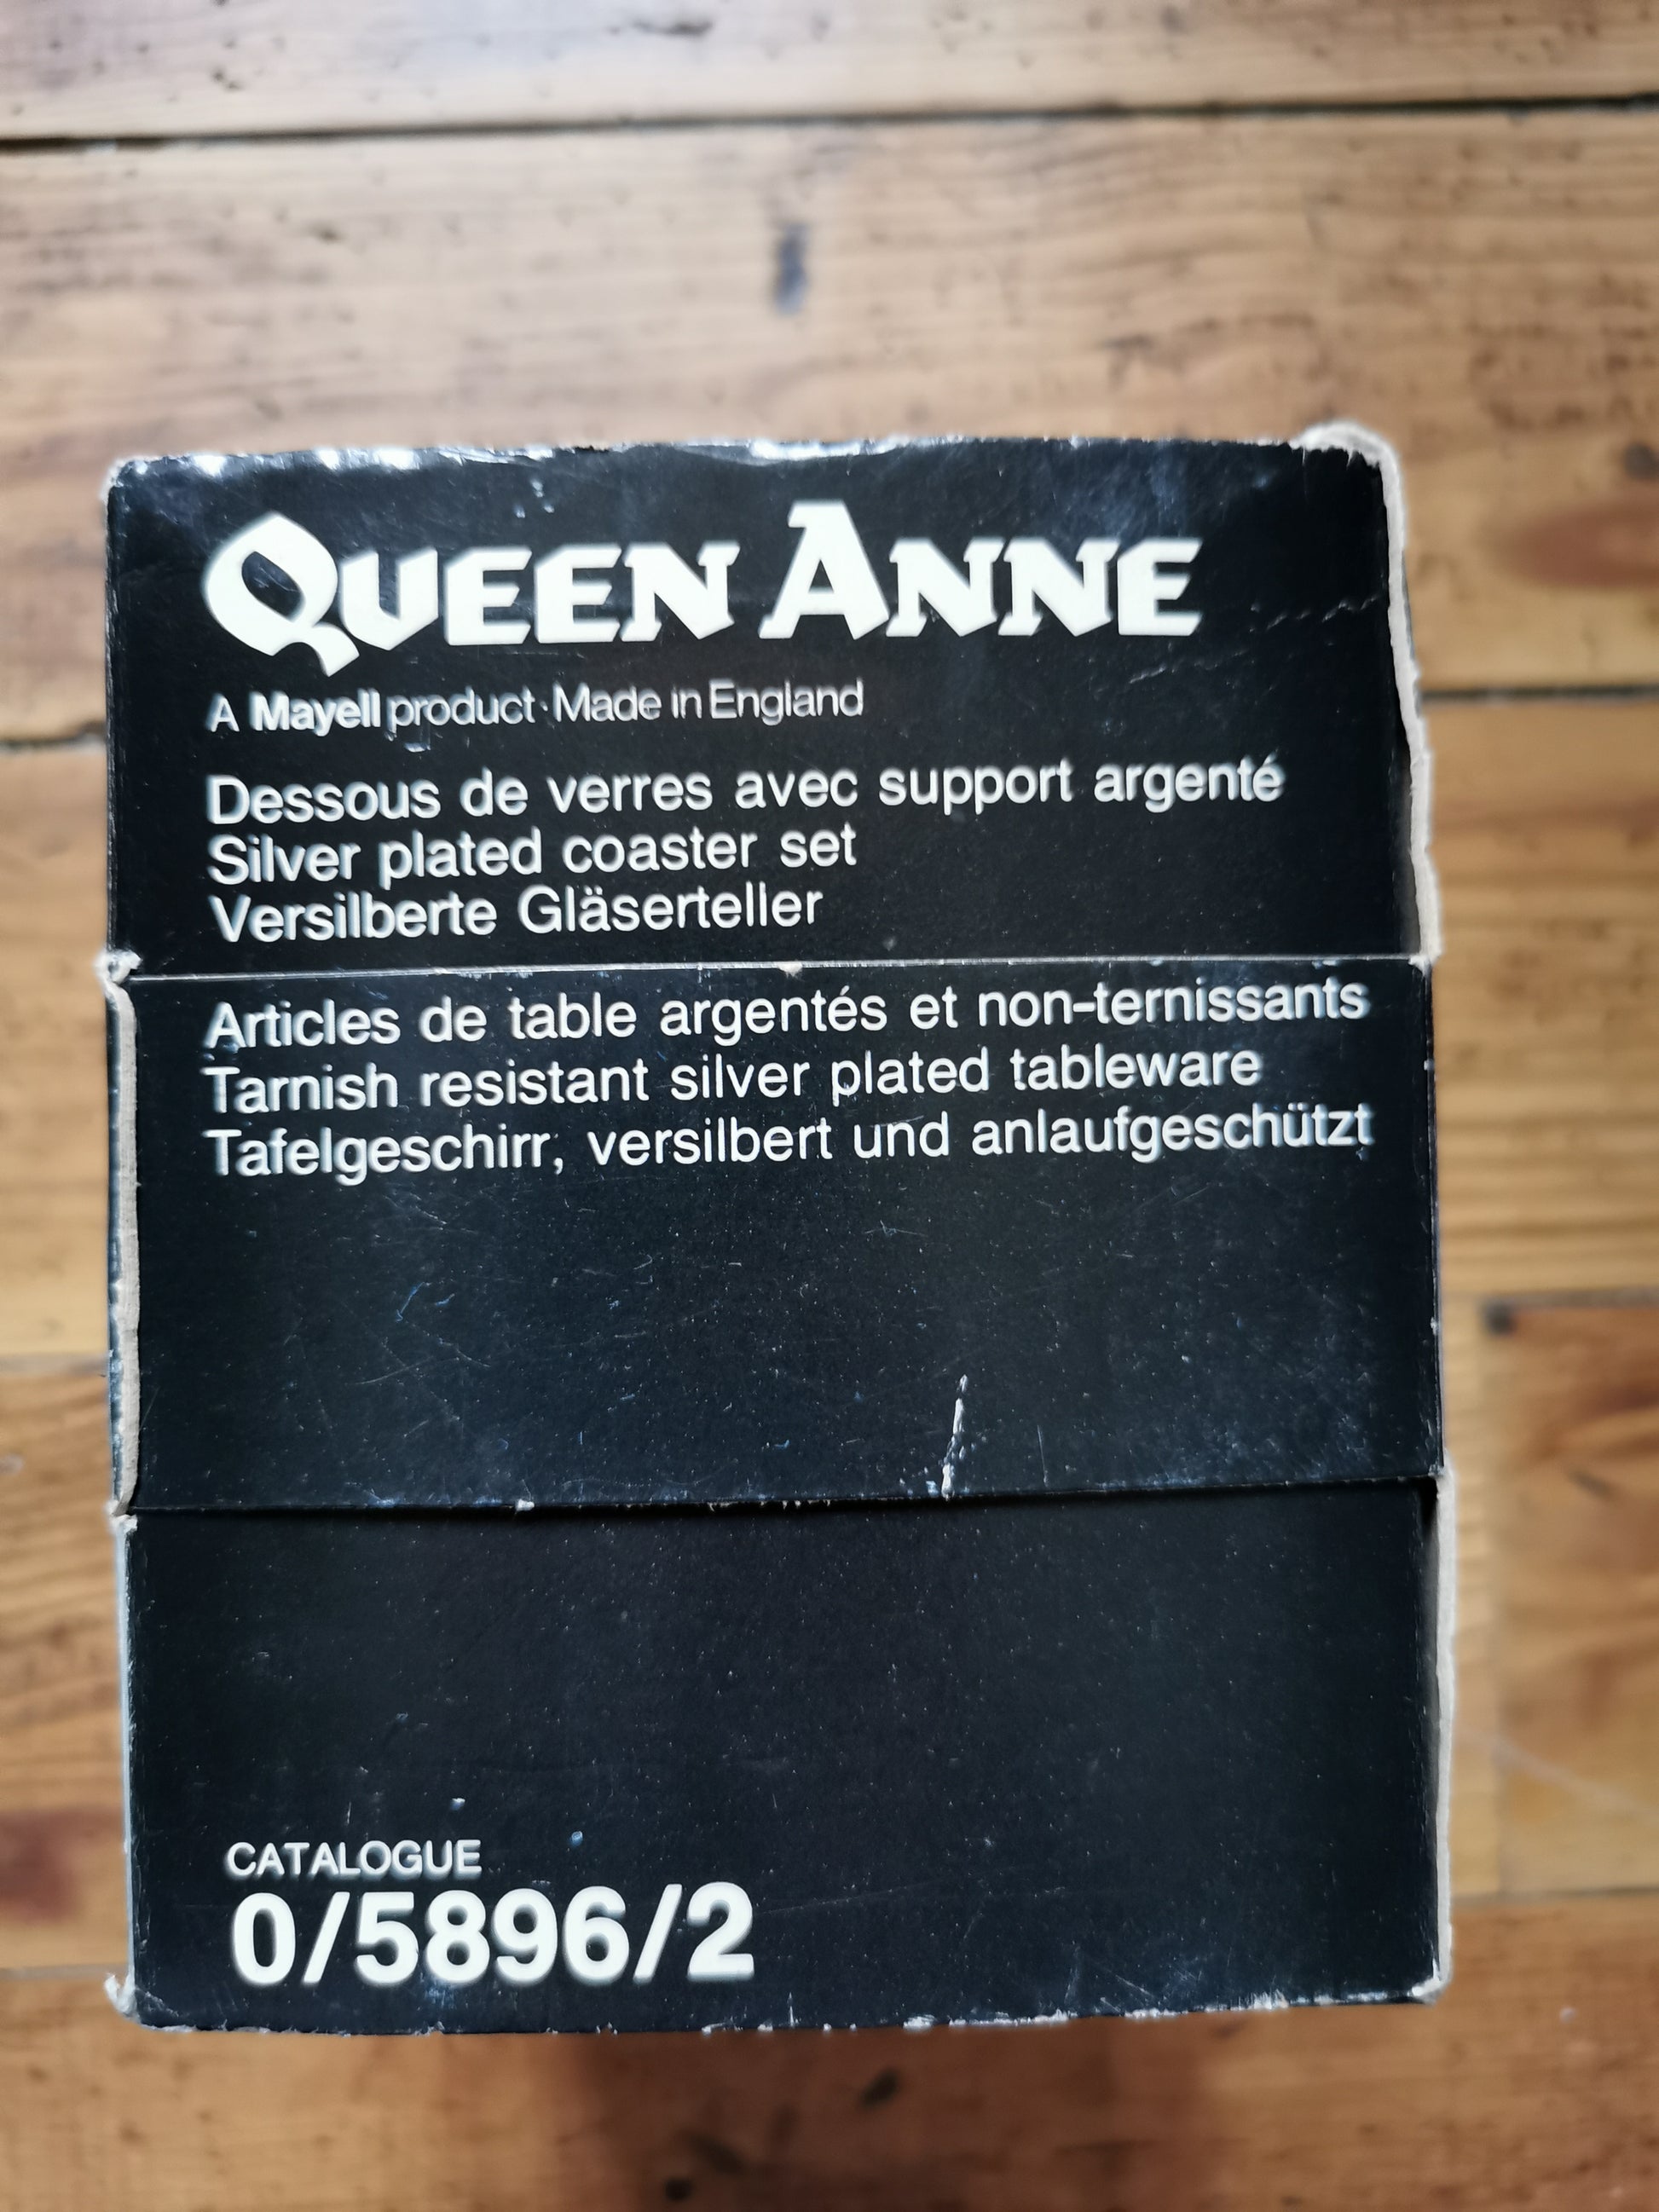 QUEEN ANNE
A Mayell product · Made in England
Dessous de verres avec support argenté
Silver plated coaster set
Versilberte Gläserteller
Articles de table argentés et non-ternissants
Tarnish resistant silver plated tableware
Tafelgeschirr, versilbert und anlaufgeschützt
CATALOGUE
0/5896/2